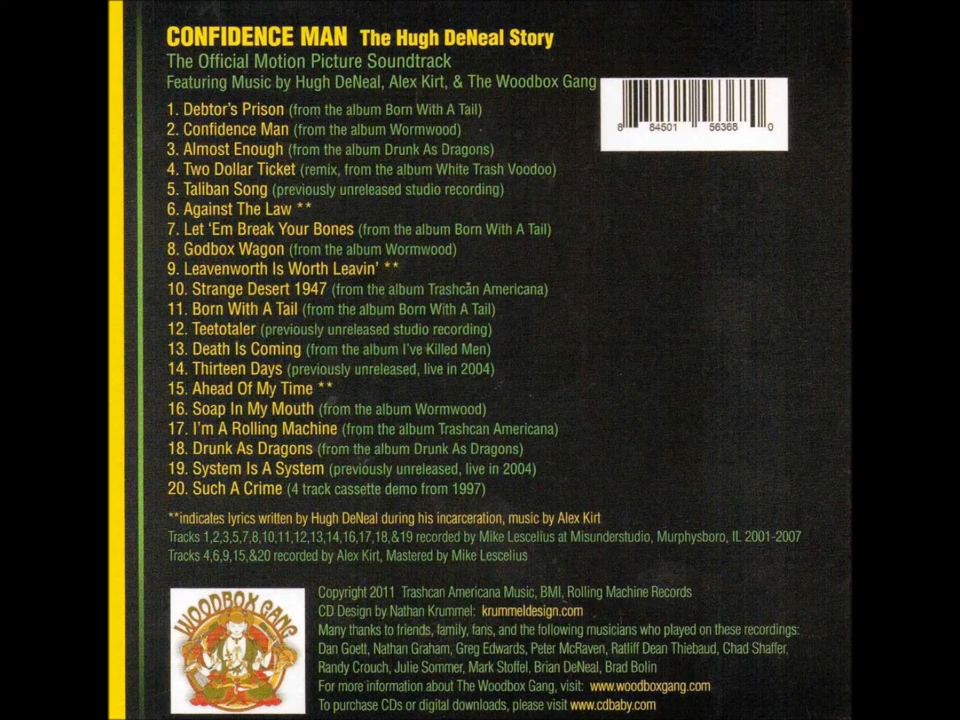 CONFIDENCE MAN The Hugh DeNeal Story
The Official Motion Picture Soundtrack
Featuring Music by Hugh DeNeal, Alex Kirt, & The Woodbox Gang
8 84501 56368 0
1. Debtor's Prison (from the album Born With A Tail)
2. Confidence Man (from the album Wormwood)
3. Almost Enough (from the album Drunk As Dragons)
4. Two Dollar Ticket (remix, from the album White Trash Voodoo)
5. Taliban Song (previously unreleased studio recording)
6. Against The Law **
7. Let 'Em Break Your Bones (from the album Born With A Tail)
8. Godbox Wagon (from the album Wormwood)
9. Leavenworth Is Worth Leavin' **
10. Strange Desert 1947 (from the album Trashcan Americana)
11. Born With A Tail (from the album Born With A Tail)
12. Teetotaler (previously unreleased studio recording)
13. Death Is Coming (from the album I've Killed Men)
14. Thirteen Days (previously unreleased, live in 2004)
15. Ahead Of My Time **
16. Soap In My Mouth (from the album Wormwood)
17. I'm A Rolling Machine (from the album Trashcan Americana)
18. Drunk As Dragons (from the album Drunk As Dragons)
19. System Is A System (previously unreleased, live in 2004)
20. Such A Crime (4 track cassette demo from 1997)
**indicates lyrics written by Hugh DeNeal during his incarceration, music by Alex Kirt
Tracks 1,2,3,5,7,8,10,11,12,13,14,16,17,18,&19 recorded by Mike Lescelius at Misunderstudio, Murphysboro, IL 2001-2007
Tracks 4,6,9,15,&20 recorded by Alex Kirt, Mastered by Mike Lescelius
WOODBOX GANG
Copyright 2011 Trashcan Americana Music, BMI, Rolling Machine Records
CD Design by Nathan Krummel: krummeldesign.com
Many thanks to friends, family, fans, and the following musicians who played on these recordings:
Dan Goett, Nathan Graham, Greg Edwards, Peter McRaven, Ratliff Dean Thiebaud, Chad Shaffer,
Randy Crouch, Julie Sommer, Mark Stoffel, Brian DeNeal, Brad Bolin
For more information about The Woodbox Gang, visit: www.woodboxgang.com
To purchase CDs or digital downloads, please visit www.cdbaby.com